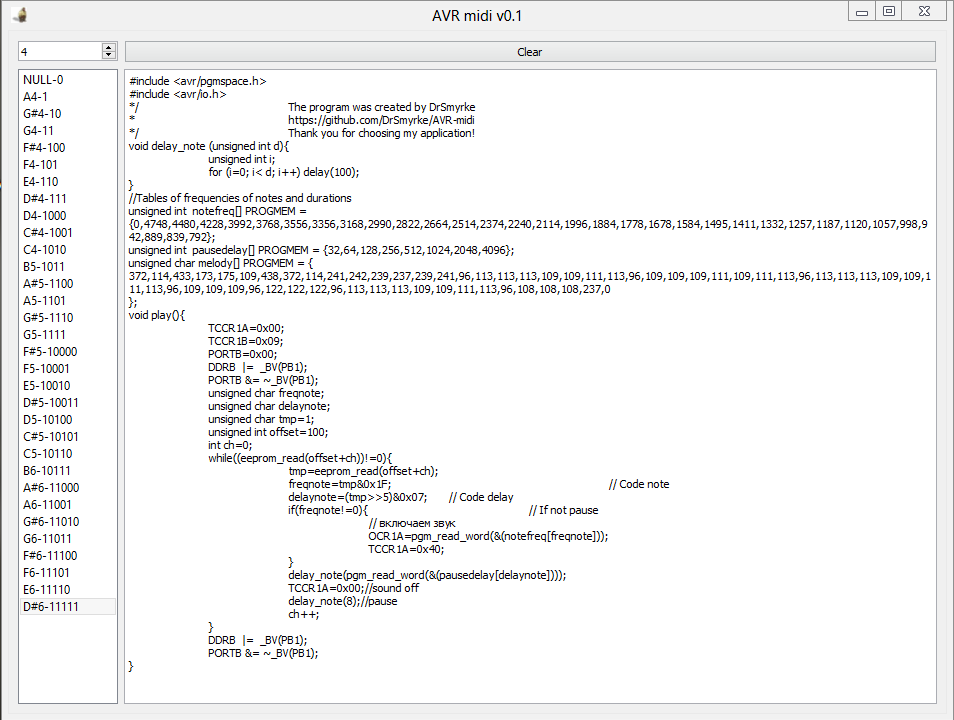 AVR midi v0.1
4
Clear
NULL-0
A4-1
G#4-10
G4-11
F#4-100
F4-101
E4-110
D#4-111
D4-1000
C#4-1001
C4-1010
B5-1011
A#5-1100
A5-1101
G#5-1110
G5-1111
F#5-10000
F5-10001
E5-10010
D#5-10011
D5-10100
C#5-10101
C5-10110
B6-10111
A#6-11000
A6-11001
G#6-11010
G6-11011
F#6-11100
F6-11101
E6-11110
D#6-11111
#include <avr/pgmspace.h>
#include <avr/io.h>
*/ The program was created by DrSmyrke
* https://github.com/DrSmyrke/AVR-midi
*/ Thank you for choosing my application!
void delay_note (unsigned int d){
unsigned int i;
for (i=0; i< d; i++) delay(100);
}
//Tables of frequencies of notes and durations
unsigned int notefreq[] PROGMEM =
{0,4748,4480,4228,3992,3768,3556,3356,3168,2990,2822,2664,2514,2374,2240,2114,1996,1884,1778,1678,1584,1495,1411,1332,1257,1187,1120,1057,998,9
42,889,839,792};
unsigned int pausedelay[] PROGMEM = {32,64,128,256,512,1024,2048,4096};
unsigned char melody[] PROGMEM = {
372,114,433,173,175,109,438,372,114,241,242,239,237,239,241,96,113,113,113,109,109,111,113,96,109,109,109,111,109,111,113,96,113,113,113,109,109,1
11,113,96,109,109,109,96,122,122,122,96,113,113,113,109,109,111,113,96,108,108,108,237,0
};
void play(){
TCCR1A=0x00;
TCCR1B=0x09;
PORTB=0x00;
DDRB |= _BV(PB1);
PORTB &= ~_BV(PB1);
unsigned char freqnote;
unsigned char delaynote;
unsigned char tmp=1;
unsigned int offset=100;
int ch=0;
while((eeprom_read(offset+ch))!=0){
tmp=eeprom_read(offset+ch);
freqnote=tmp&0x1F; // Code note
delaynote=(tmp>>5)&0x07; // Code delay
if(freqnote!=0){ // If not pause
// включаем звук
OCR1A=pgm_read_word(&(notefreq[freqnote]));
TCCR1A=0x40;
}
delay_note(pgm_read_word(&(pausedelay[delaynote])));
TCCR1A=0x00;//sound off
delay_note(8);//pause
ch++;
}
DDRB |= _BV(PB1);
PORTB &= ~_BV(PB1);
}